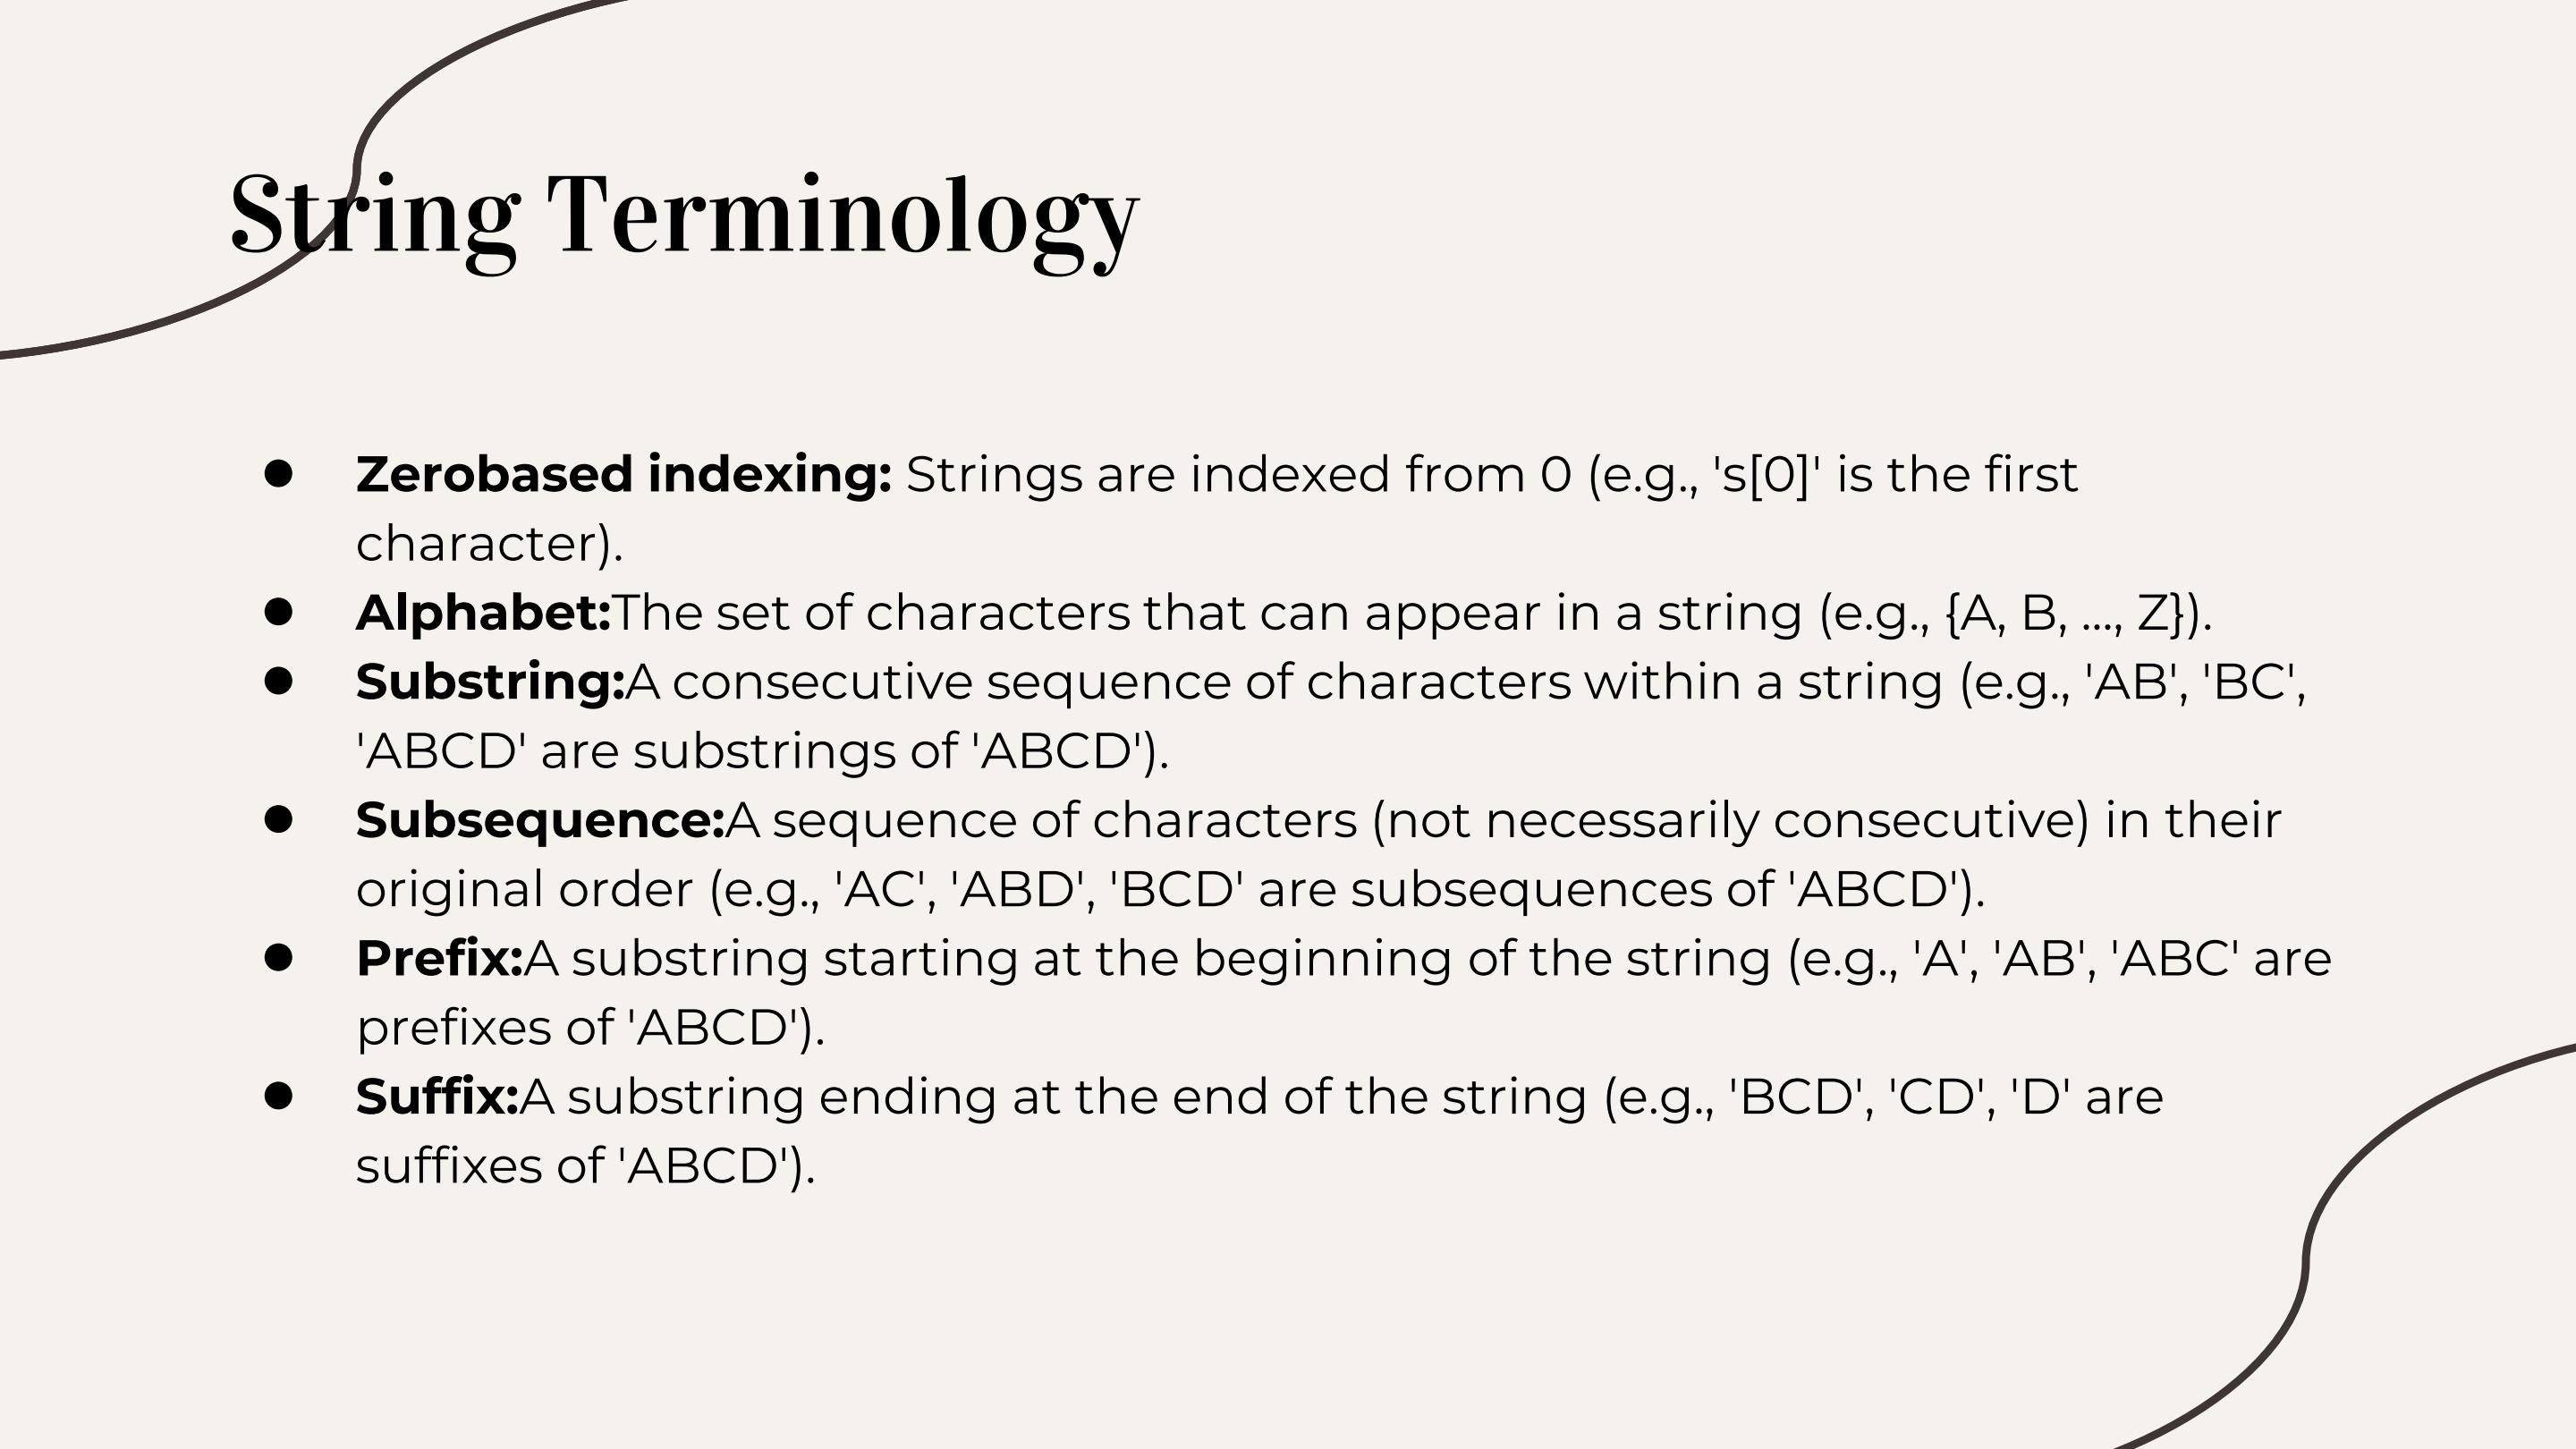 String Terminology
● Zerobased indexing: Strings are indexed from 0 (e.g., 's[0]' is the first
character).
● Alphabet:The set of characters that can appear in a string (e.g., {A, B, ..., Z}).
● Substring:A consecutive sequence of characters within a string (e.g., 'AB', 'BC',
'ABCD' are substrings of 'ABCD').
● Subsequence:A sequence of characters (not necessarily consecutive) in their
original order (e.g., 'AC', 'ABD', 'BCD' are subsequences of 'ABCD').
● Prefix:A substring starting at the beginning of the string (e.g., 'A', 'AB', 'ABC' are
prefixes of 'ABCD').
● Suffix:A substring ending at the end of the string (e.g., 'BCD', 'CD', 'D' are
suffixes of 'ABCD').